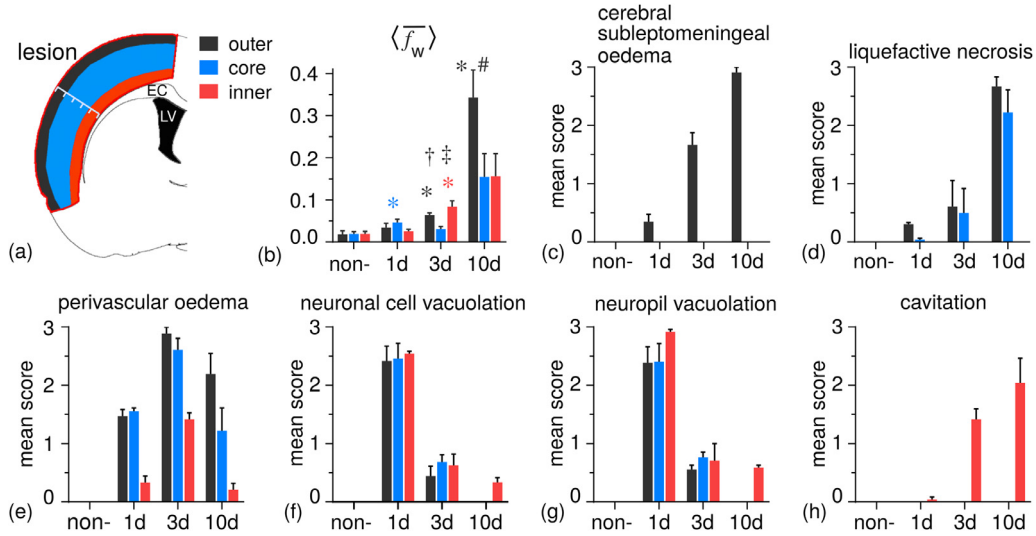 lesion
outer
core
inner
EC
LV
(a)
⟨f̅w⟩
0.4
0.3
0.2
0.1
0.0
* #
† ‡
* * *
non- 1d 3d 10d
(b)
cerebral
subleptomeningeal
oedema
mean score
3
2
1
0
non- 1d 3d 10d
(c)
liquefactive necrosis
mean score
3
2
1
0
non- 1d 3d 10d
(d)
perivascular oedema
mean score
3
2
1
0
non- 1d 3d 10d
(e)
neuronal cell vacuolation
mean score
3
2
1
0
non- 1d 3d 10d
(f)
neuropil vacuolation
mean score
3
2
1
0
non- 1d 3d 10d
(g)
cavitation
mean score
3
2
1
0
non- 1d 3d 10d
(h)